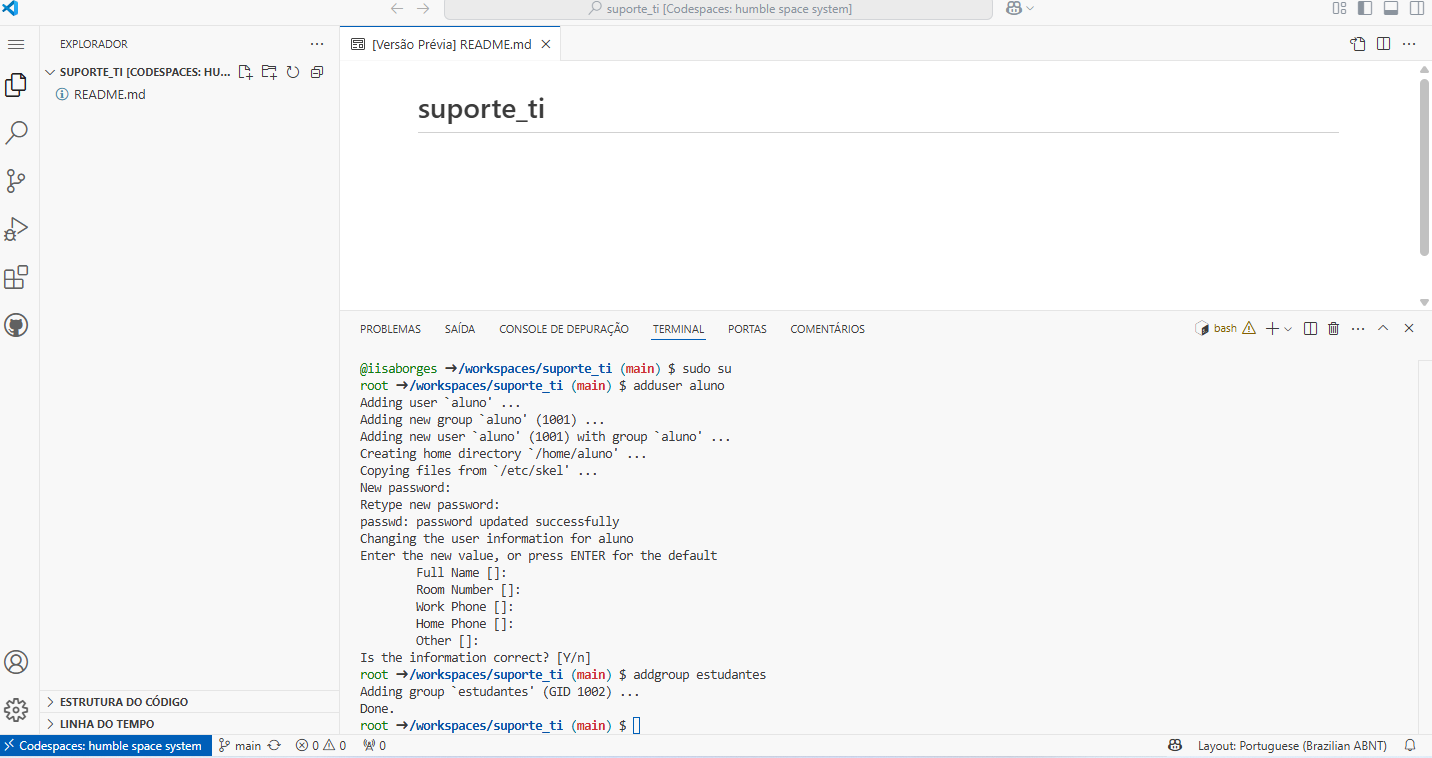 suporte_ti [Codespaces: humble space system]
EXPLORADOR
SUPORTE_TI [CODESPACES: HU...
README.md
[Versão Prévia] README.md
suporte_ti
PROBLEMAS SAÍDA CONSOLE DE DEPURAÇÃO TERMINAL PORTAS COMENTÁRIOS
bash
@iisaborges ➜/workspaces/suporte_ti (main) $ sudo su
root ➜/workspaces/suporte_ti (main) $ adduser aluno
Adding user `aluno' ...
Adding new group `aluno' (1001) ...
Adding new user `aluno' (1001) with group `aluno' ...
Creating home directory `/home/aluno' ...
Copying files from `/etc/skel' ...
New password:
Retype new password:
passwd: password updated successfully
Changing the user information for aluno
Enter the new value, or press ENTER for the default
Full Name []:
Room Number []:
Work Phone []:
Home Phone []:
Other []:
Is the information correct? [Y/n]
root ➜/workspaces/suporte_ti (main) $ addgroup estudantes
Adding group `estudantes' (GID 1002) ...
Done.
root ➜/workspaces/suporte_ti (main) $
ESTRUTURA DO CÓDIGO
LINHA DO TEMPO
Codespaces: humble space system main 0 0 0 Layout: Portuguese (Brazilian ABNT)